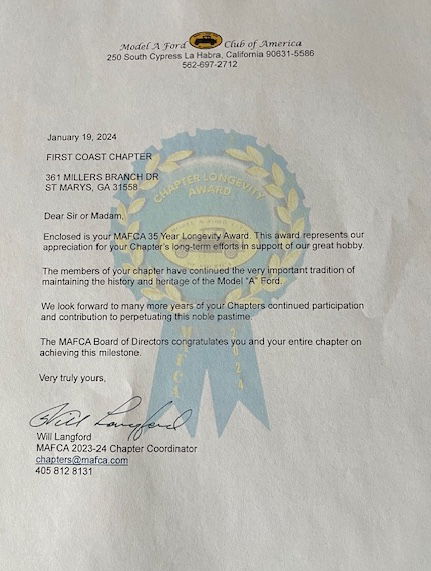 Model A Ford Club of America
250 South Cypress La Habra, California 90631-5586
562-697-2712
January 19, 2024
FIRST COAST CHAPTER
361 MILLERS BRANCH DR
ST MARYS, GA 31558
Dear Sir or Madam,
Enclosed is your MAFCA 35 Year Longevity Award. This award represents our
appreciation for your Chapter's long-term efforts in support of our great hobby.
The members of your chapter have continued the very important tradition of
maintaining the history and heritage of the Model "A" Ford.
We look forward to many more years of your Chapters continued participation
and contribution to perpetuating this noble pastime.
The MAFCA Board of Directors congratulates you and your entire chapter on
achieving this milestone.
Very truly yours,
Will Langford
Will Langford
MAFCA 2023-24 Chapter Coordinator
chapters@mafca.com
405 812 8131
CHAPTER LONGEVITY
AWARD
MAFCA
2024